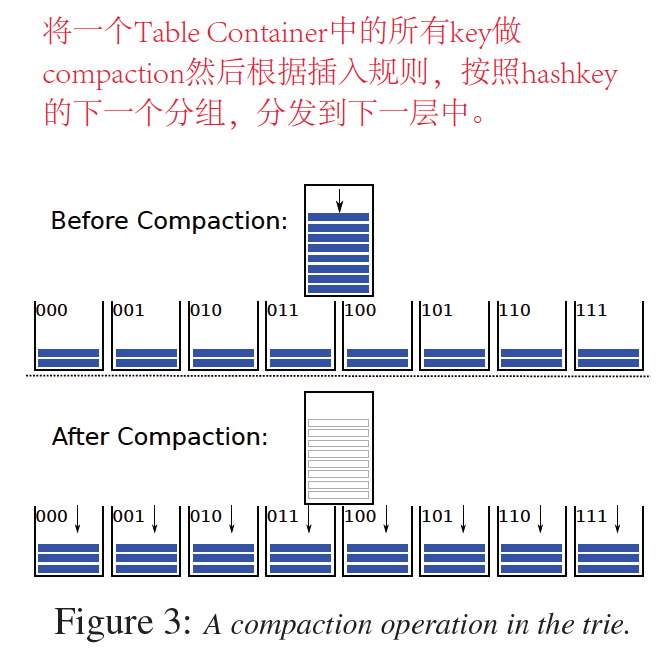 将一个Table Container中的所有key做
compaction然后根据插入规则，按照hashkey
的下一个分组，分发到下一层中。
Before Compaction:
000 001 010 011 100 101 110 111
After Compaction:
000 001 010 011 100 101 110 111
Figure 3: A compaction operation in the trie.